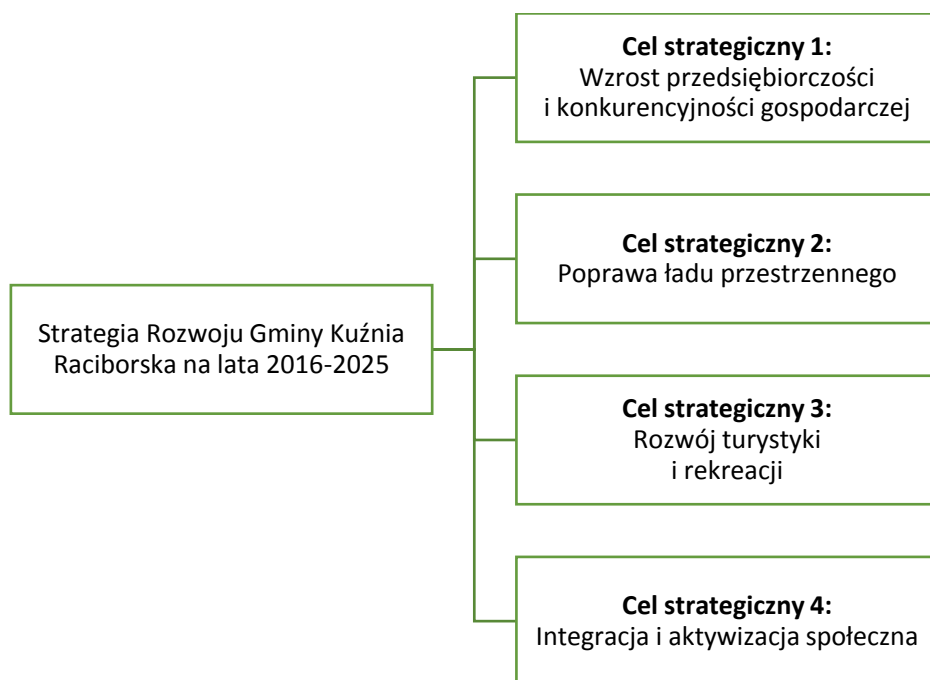 Cel strategiczny 1:
Wzrost przedsiębiorczości
i konkurencyjności gospodarczej
Cel strategiczny 2:
Poprawa ładu przestrzennego
Strategia Rozwoju Gminy Kuźnia
Raciborska na lata 2016-2025
Cel strategiczny 3:
Rozwój turystyki
i rekreacji
Cel strategiczny 4:
Integracja i aktywizacja społeczna